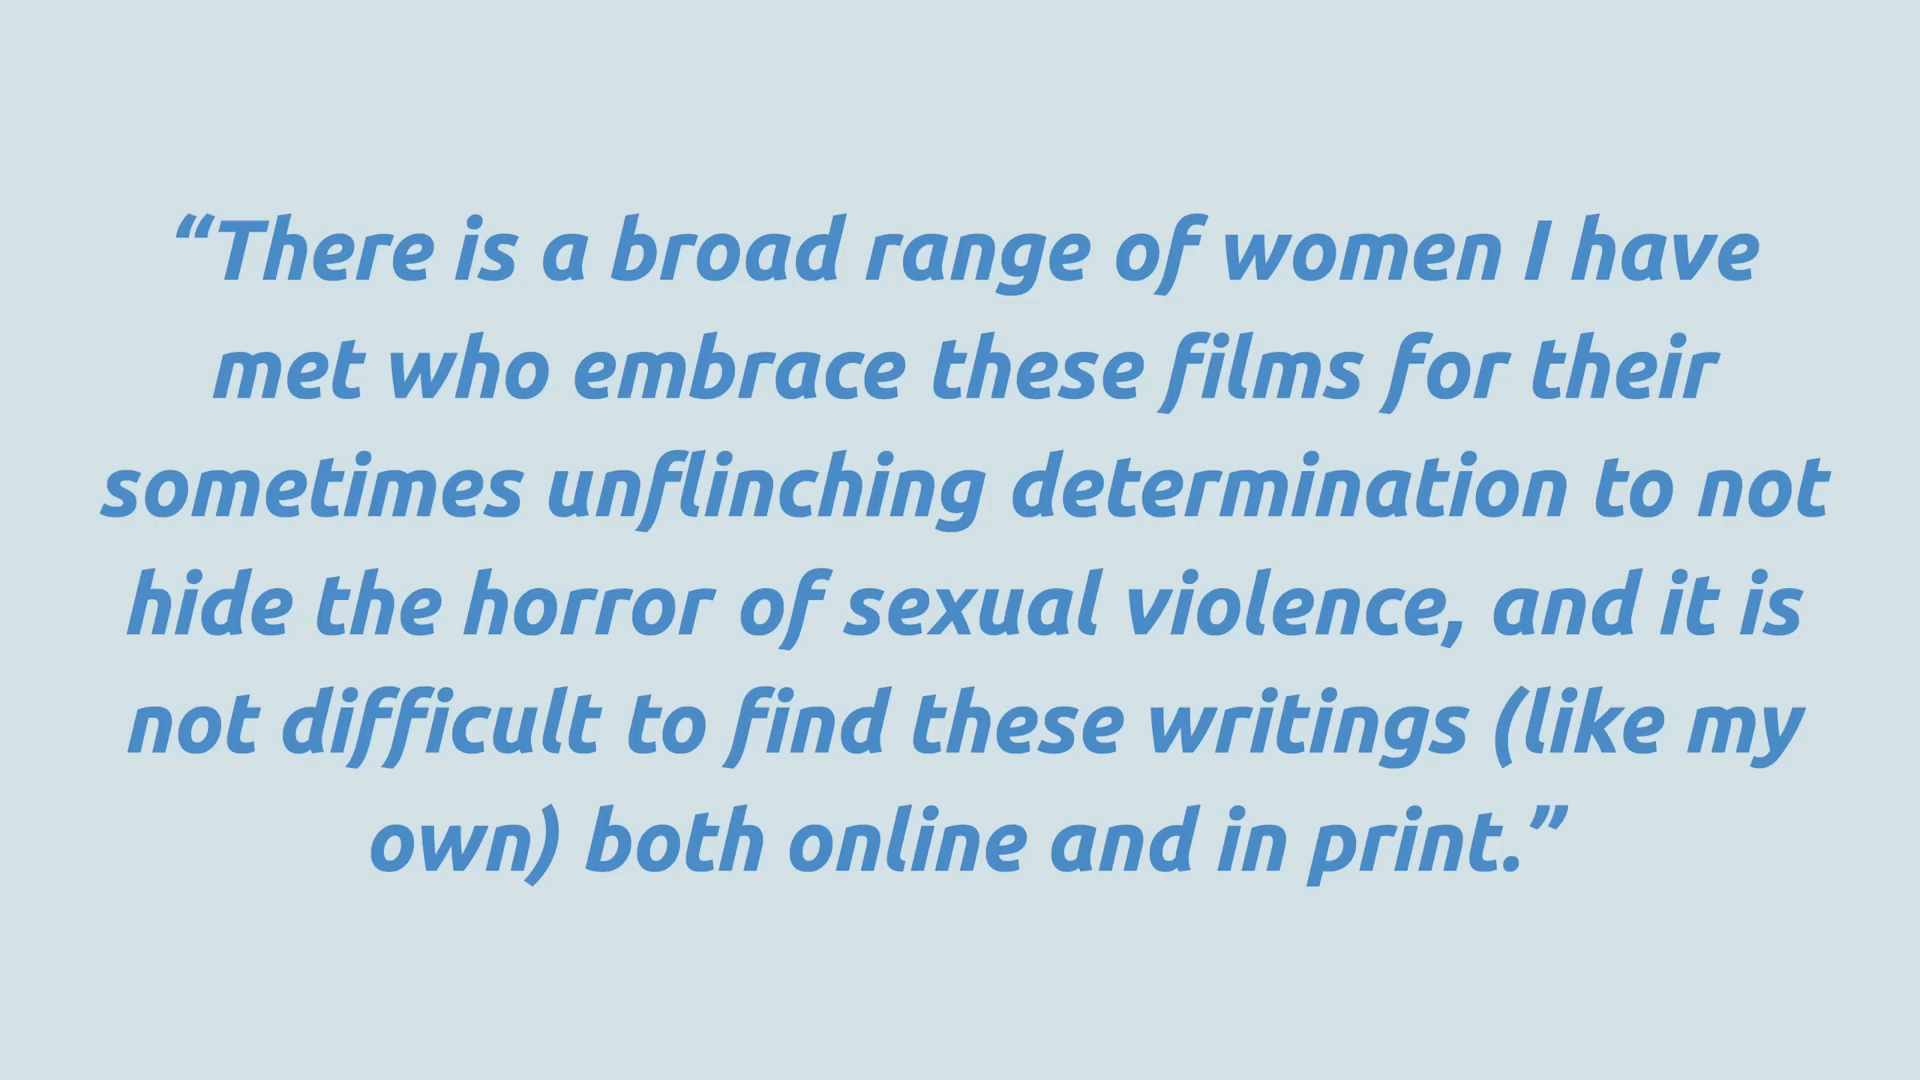 “There is a broad range of women I have
met who embrace these films for their
sometimes unflinching determination to not
hide the horror of sexual violence, and it is
not difficult to find these writings (like my
own) both online and in print.”